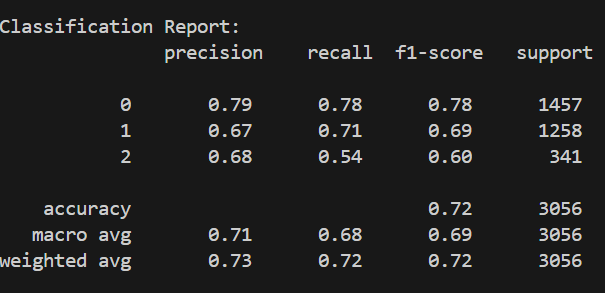 Classification Report:
precision recall f1-score support
0 0.79 0.78 0.78 1457
1 0.67 0.71 0.69 1258
2 0.68 0.54 0.60 341
accuracy 0.72 3056
macro avg 0.71 0.68 0.69 3056
weighted avg 0.73 0.72 0.72 3056